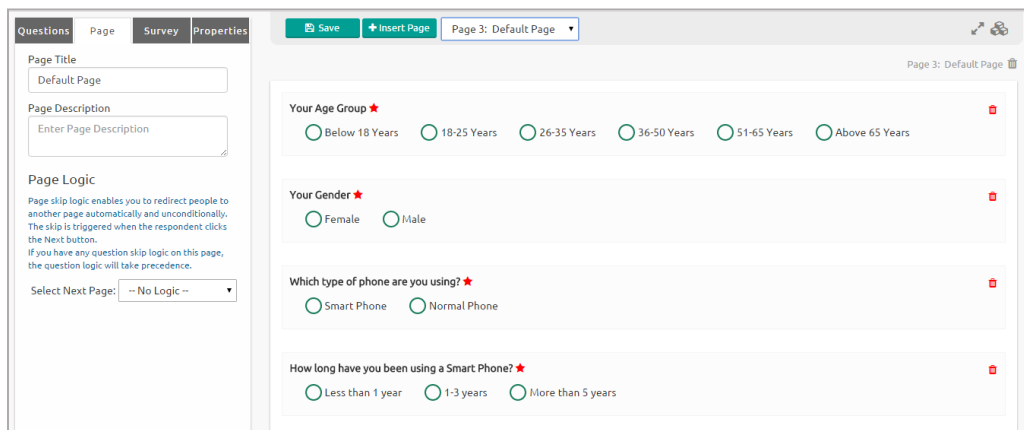 Questions Page Survey Properties
Save Insert Page Page 3: Default Page
Page 3: Default Page
Page Title
Default Page
Page Description
Enter Page Description
Page Logic
Page skip logic enables you to redirect people to
another page automatically and unconditionally.
The skip is triggered when the respondent clicks
the Next button.
If you have any question skip logic on this page,
the question logic will take precedence.
Select Next Page: -- No Logic --
Your Age Group
Below 18 Years 18-25 Years 26-35 Years 36-50 Years 51-65 Years Above 65 Years
Your Gender
Female Male
Which type of phone are you using?
Smart Phone Normal Phone
How long have you been using a Smart Phone?
Less than 1 year 1-3 years More than 5 years